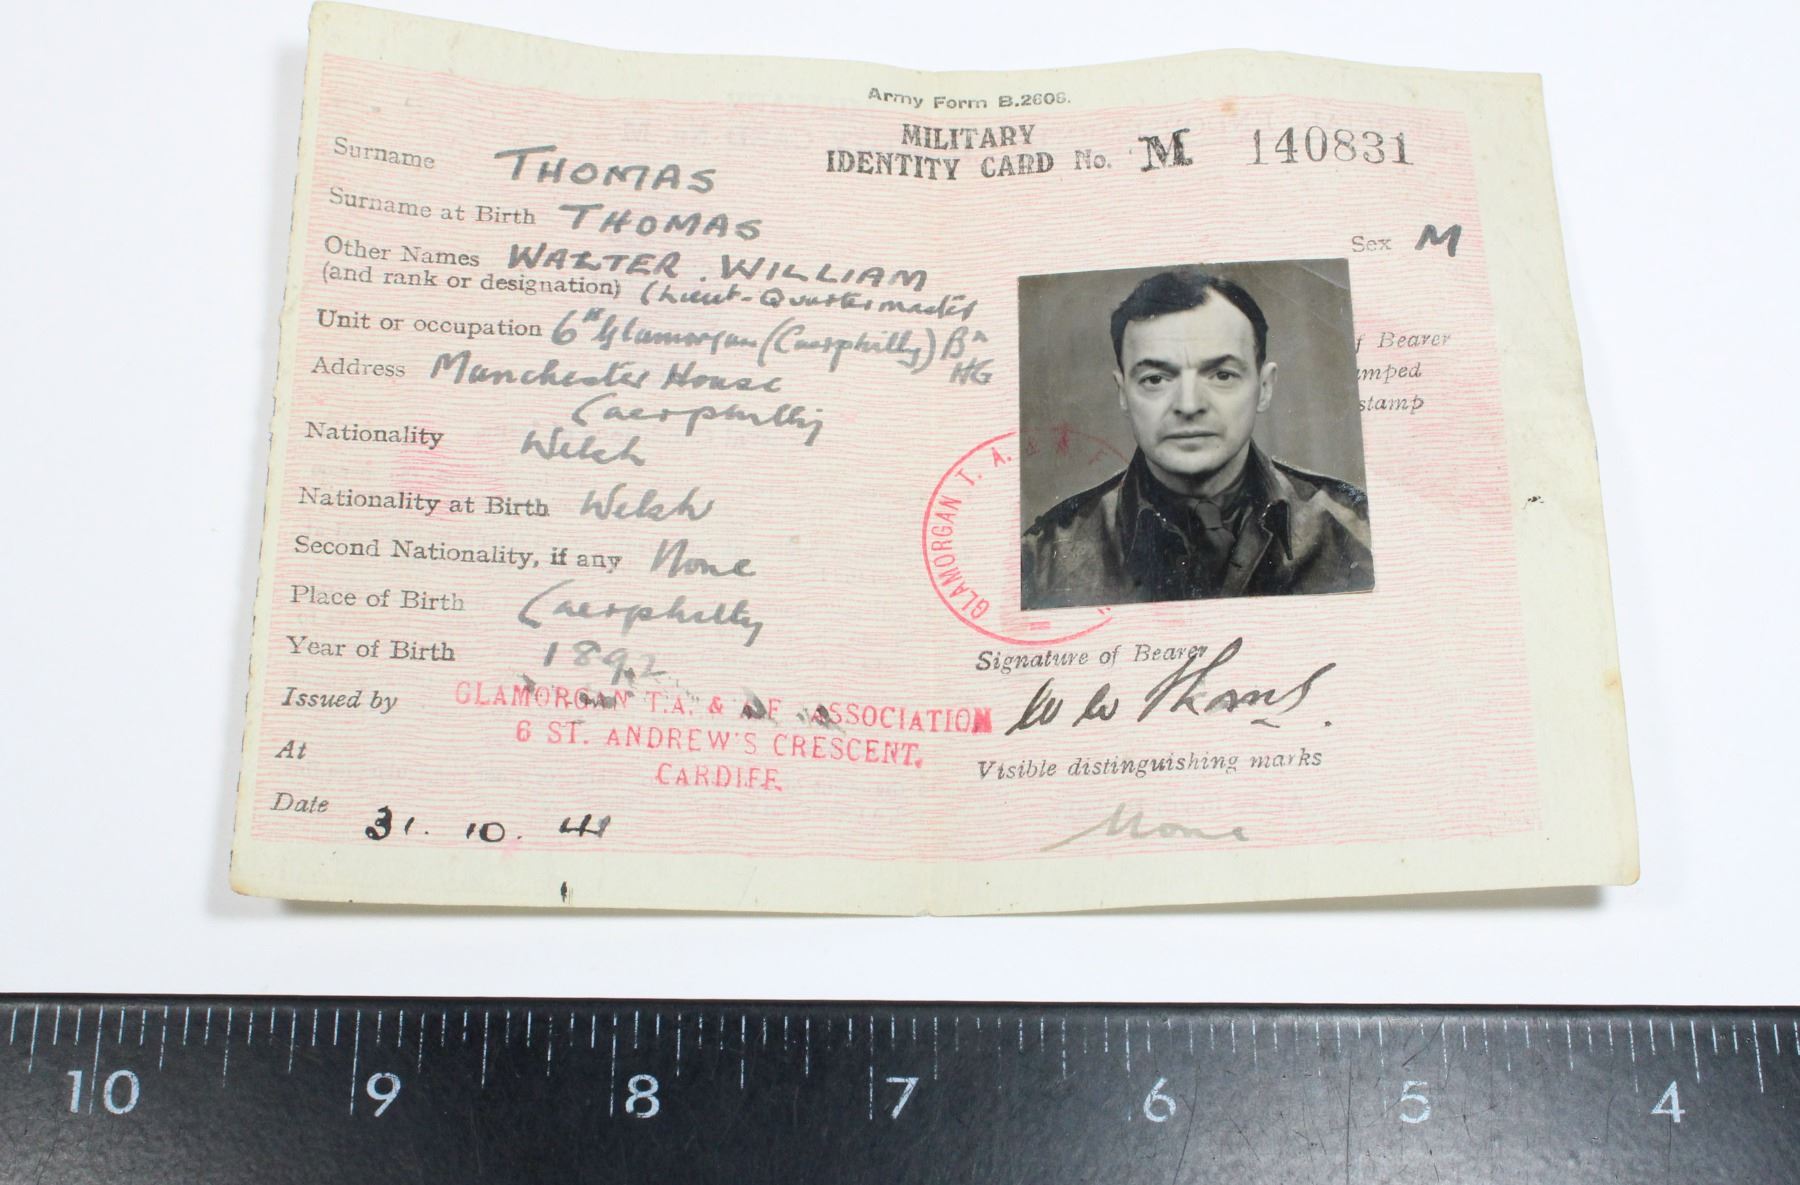 Army Form B.2606.
MILITARY
IDENTITY CARD No. M 140831
Surname THOMAS
Surname at Birth THOMAS
Sex M
Other Names WALTER. WILLIAM
(and rank or designation) (Lieut-Quartermaster
Unit or occupation 6th Glamorgan (Caerphilly) Bn
HG
Address Manchester House
Caerphilly
Nationality Welsh
Nationality at Birth Welsh
Second Nationality, if any None
Place of Birth Caerphilly
Year of Birth 1892
Issued by GLAMORGAN T.A. & A.F. ASSOCIATION
At 6 ST. ANDREW'S CRESCENT,
CARDIFF.
Date 31. 10. 41
f Bearer
mped
stamp
GLAMORGAN T. A. & A F
Signature of Bearer
W W Thomas.
Visible distinguishing marks
None
10 9 8 7 6 5 4